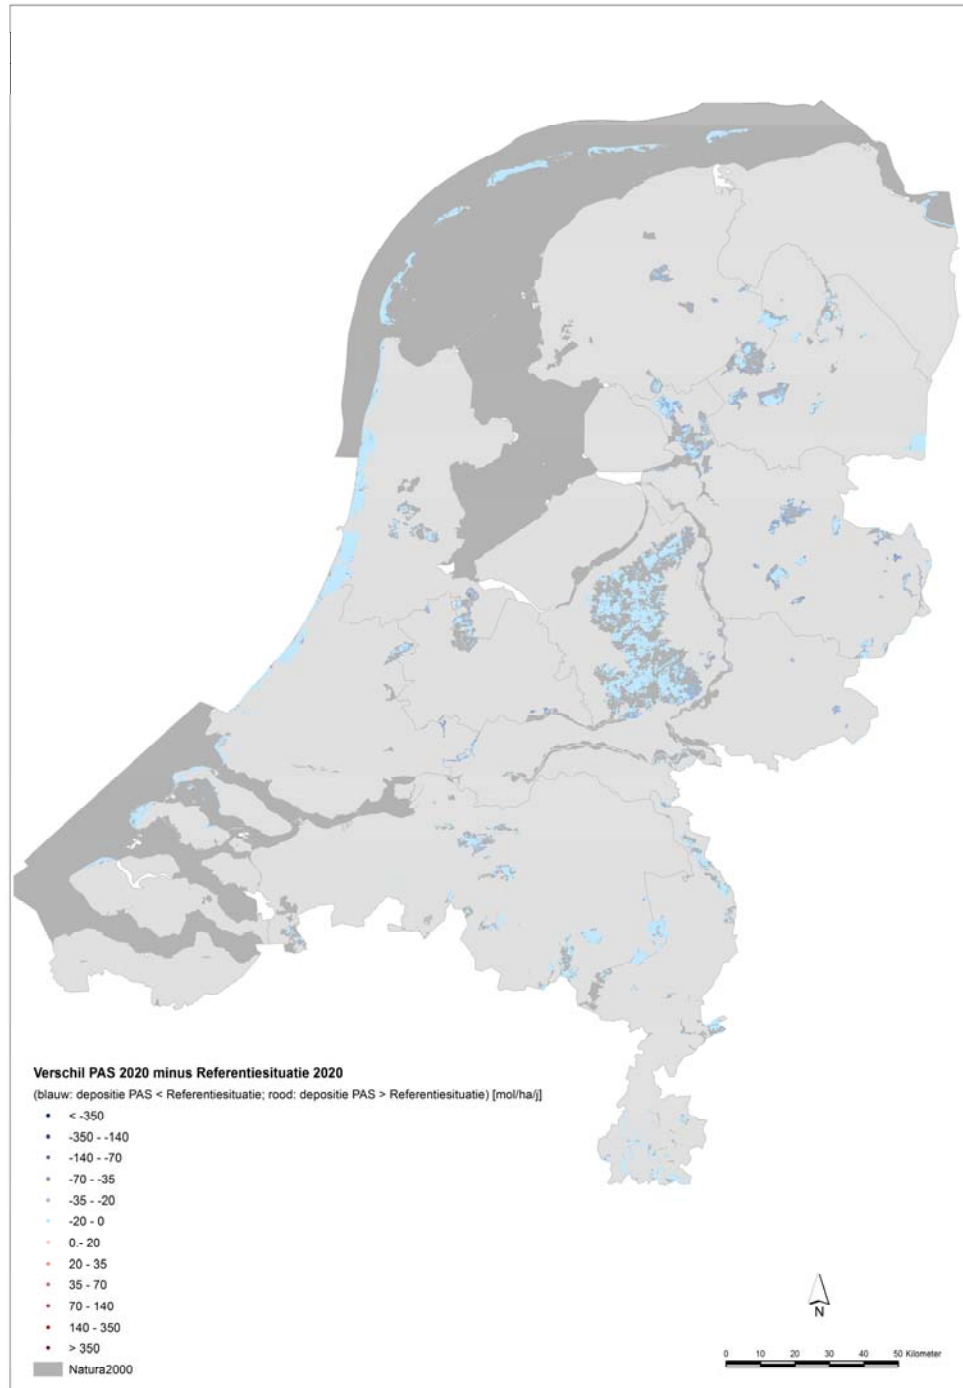 Verschil PAS 2020 minus Referentiesituatie 2020
(blauw: depositie PAS < Referentiesituatie; rood: depositie PAS > Referentiesituatie) [mol/ha/j]
< -350
-350 - -140
-140 - -70
-70 - -35
-35 - -20
-20 - 0
0.- 20
20 - 35
35 - 70
70 - 140
140 - 350
> 350
Natura2000
N
0 10 20 30 40 50 Kilometer